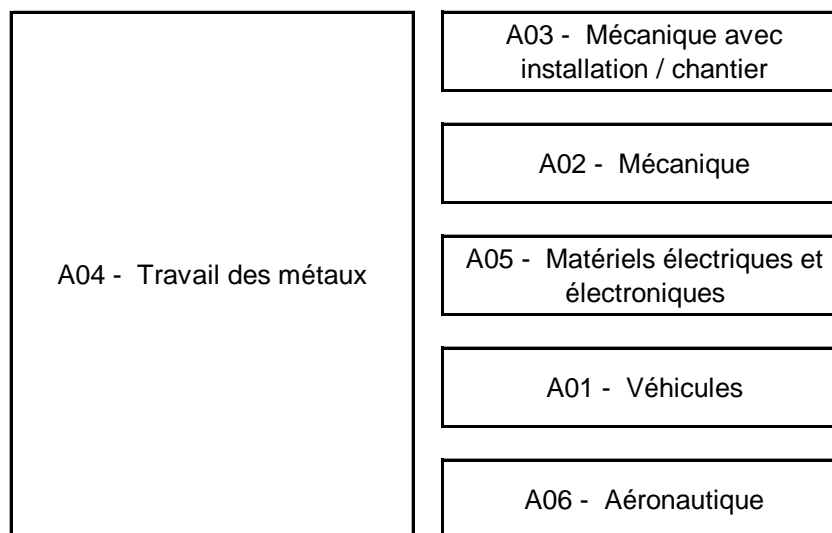 A04 -  Travail des métaux
A03 -  Mécanique avec
installation / chantier
A02 -  Mécanique
A05 -  Matériels électriques et
électroniques
A01 -  Véhicules
A06 -  Aéronautique